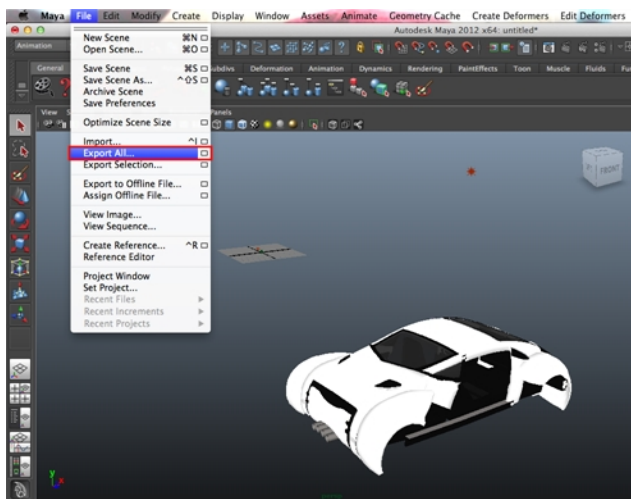 Maya File Edit Modify Create Display Window Assets Animate Geometry Cache Create Deformers Edit Deformers
Autodesk Maya 2012 x64: untitled*
Animation
New Scene ⌘N
Open Scene... ⌘O
General
Subdivs Deformation Animation Dynamics Rendering PaintEffects Toon Muscle Fluids Fur
Save Scene ⌘S
Save Scene As... ^⇧S
Archive Scene
Save Preferences
View
Panels
Optimize Scene Size
Import... ^I
Export All...
Export Selection...
Export to Offline File...
Assign Offline File...
View Image...
View Sequence...
Create Reference... ^R
Reference Editor
Project Window
Set Project...
Recent Files
Recent Increments
Recent Projects
FRONT
y
x